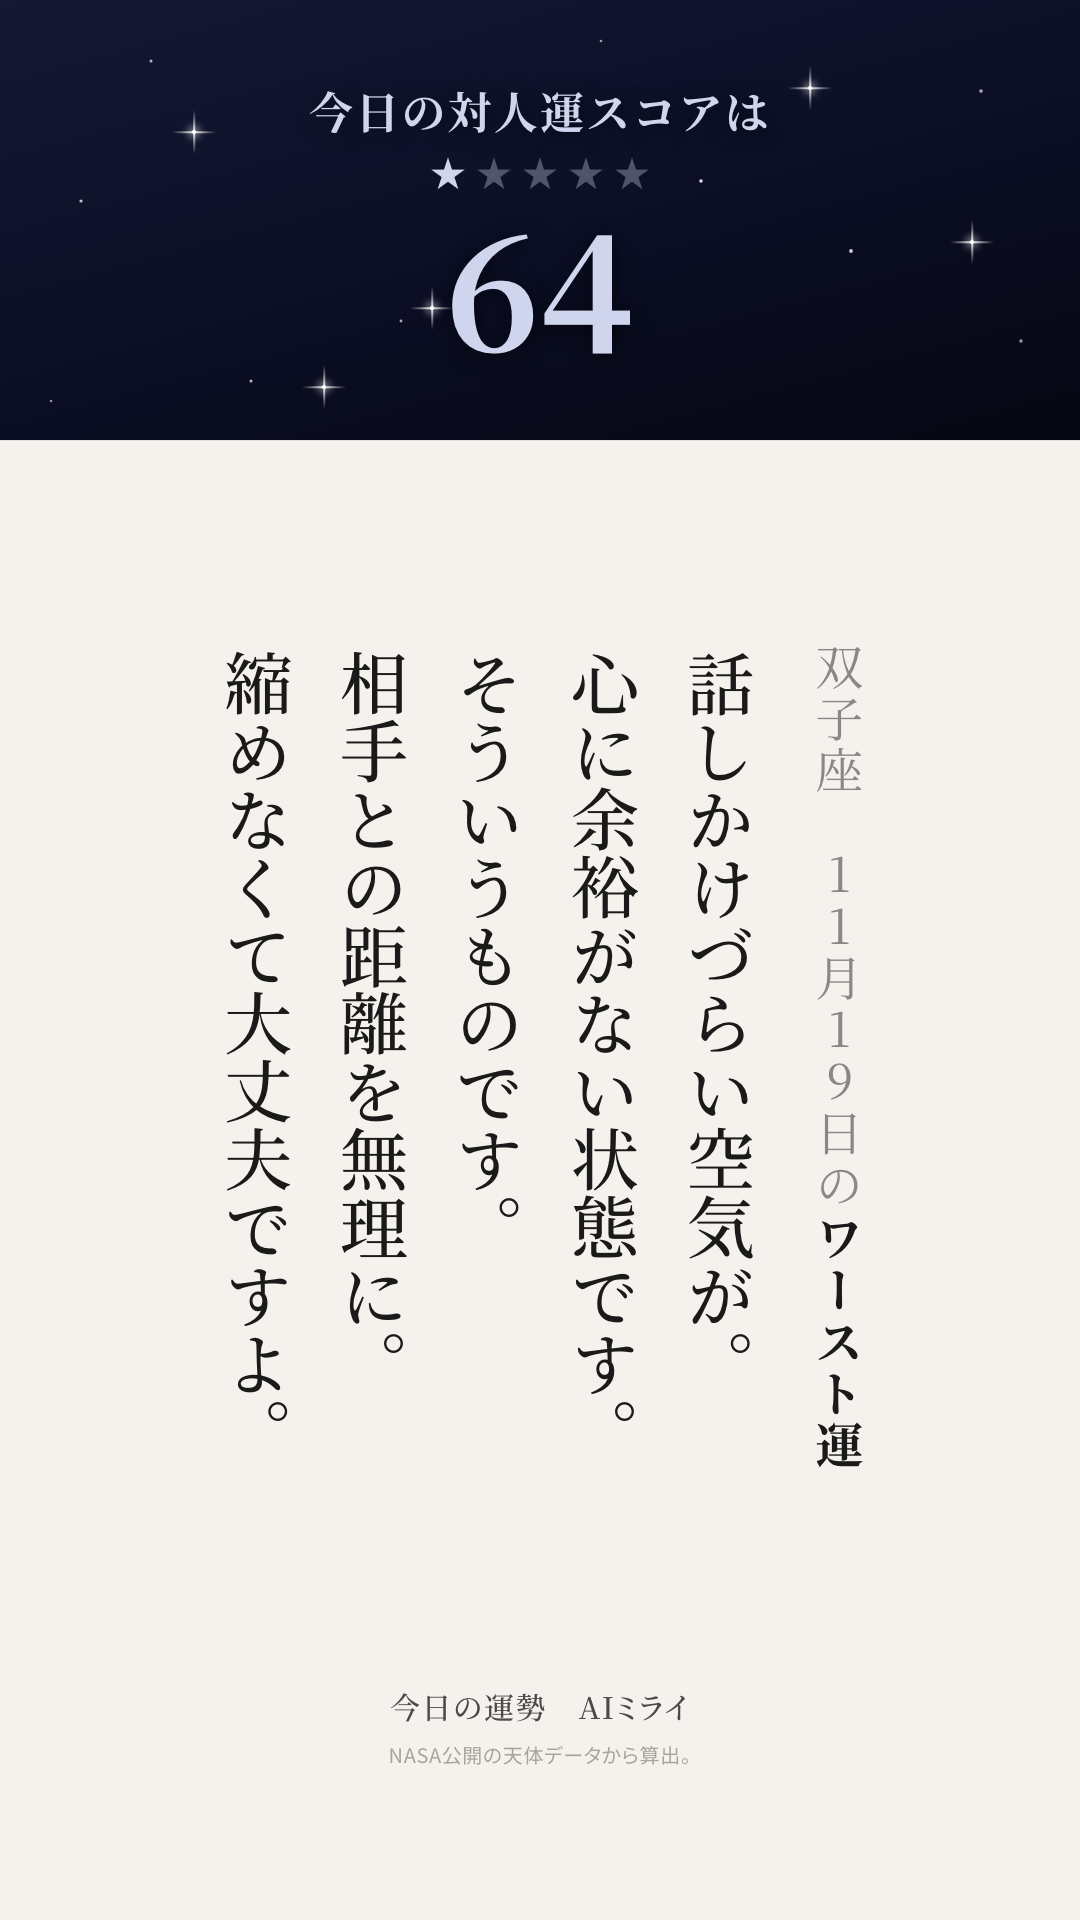 今日の対人運スコアは
★★★★★
64
双子座　11月19日のワースト運
話しかけづらい空気が。
心に余裕がない状態です。
そういうものです。
相手との距離を無理に。
縮めなくて大丈夫ですよ。
今日の運勢　AIミライ
NASA公開の天体データから算出。